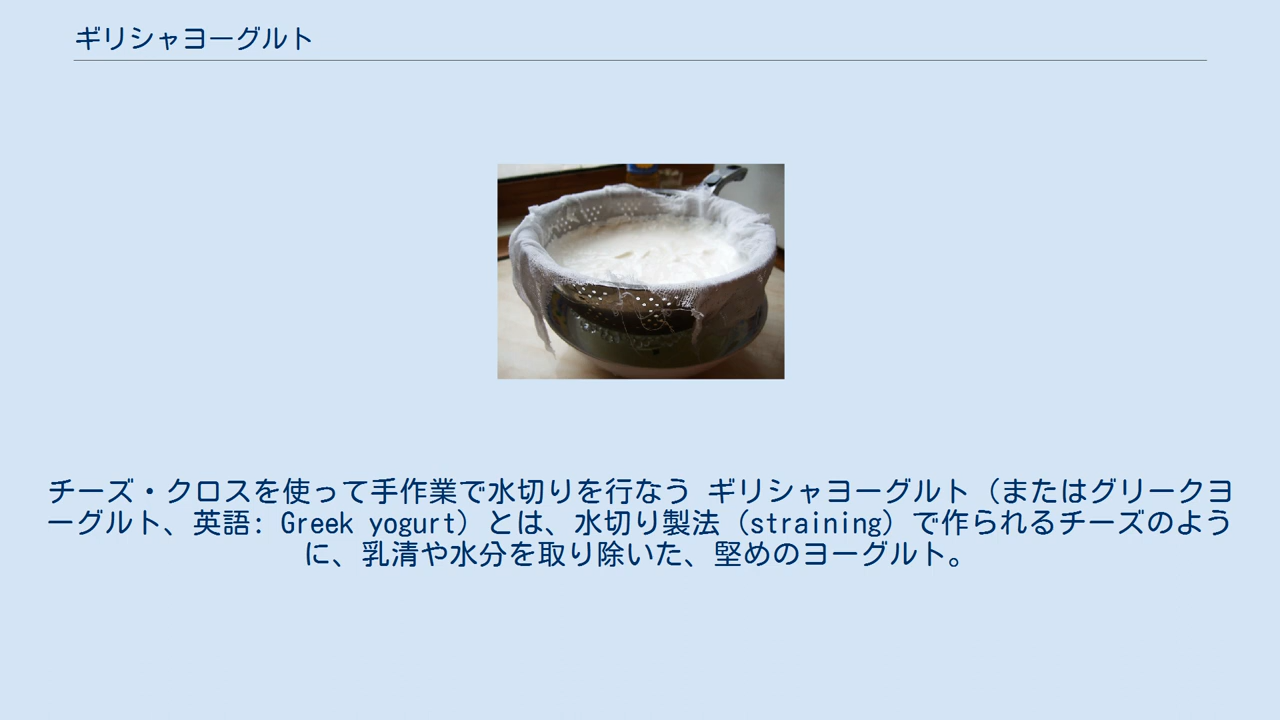 ギリシャヨーグルト
チーズ・クロスを使って手作業で水切りを行なう ギリシャヨーグルト（またはグリークヨ
ーグルト、英語: Greek yogurt）とは、水切り製法（straining）で作られるチーズのよう
に、乳清や水分を取り除いた、堅めのヨーグルト。